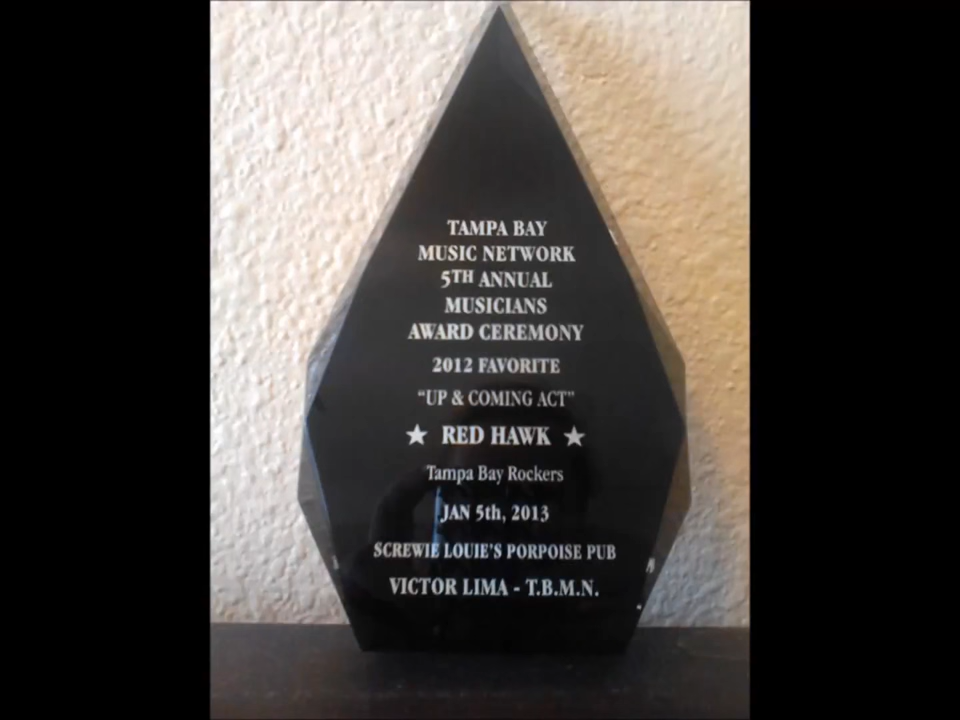 TAMPA BAY
MUSIC NETWORK
5TH ANNUAL
MUSICIANS
AWARD CEREMONY
2012 FAVORITE
“UP & COMING ACT”
★ RED HAWK ★
Tampa Bay Rockers
JAN 5th, 2013
SCREWIE LOUIE'S PORPOISE PUB
VICTOR LIMA - T.B.M.N.